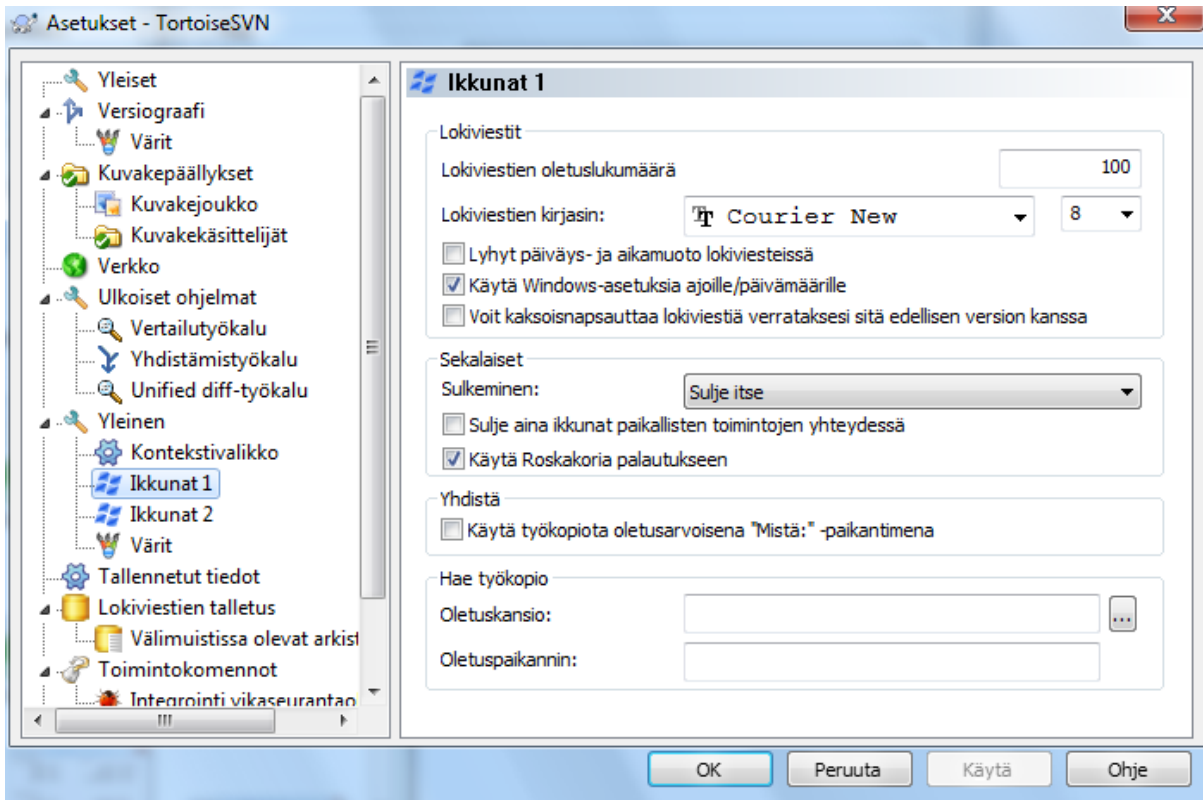 Asetukset - TortoiseSVN
Yleiset
Versiograafi
Värit
Kuvakepäällykset
Kuvakejoukko
Kuvakekäsittelijät
Verkko
Ulkoiset ohjelmat
Vertailutyökalu
Yhdistämistyökalu
Unified diff-työkalu
Yleinen
Kontekstivalikko
Ikkunat 1
Ikkunat 2
Värit
Tallennetut tiedot
Lokiviestien talletus
Välimuistissa olevat arkist
Toimintokomennot
Integrointi vikaseurantao
Ikkunat 1
Lokiviestit
Lokiviestien oletuslukumäärä 100
Lokiviestien kirjasin: Courier New 8
Lyhyt päiväys- ja aikamuoto lokiviesteissä
Käytä Windows-asetuksia ajoille/päivämäärille
Voit kaksoisnapsauttaa lokiviestiä verrataksesi sitä edellisen version kanssa
Sekalaiset
Sulkeminen: Sulje itse
Sulje aina ikkunat paikallisten toimintojen yhteydessä
Käytä Roskakoria palautukseen
Yhdistä
Käytä työkopiota oletusarvoisena "Mistä:" -paikantimena
Hae työkopio
Oletuskansio: ...
Oletuspaikannin:
OK Peruuta Käytä Ohje